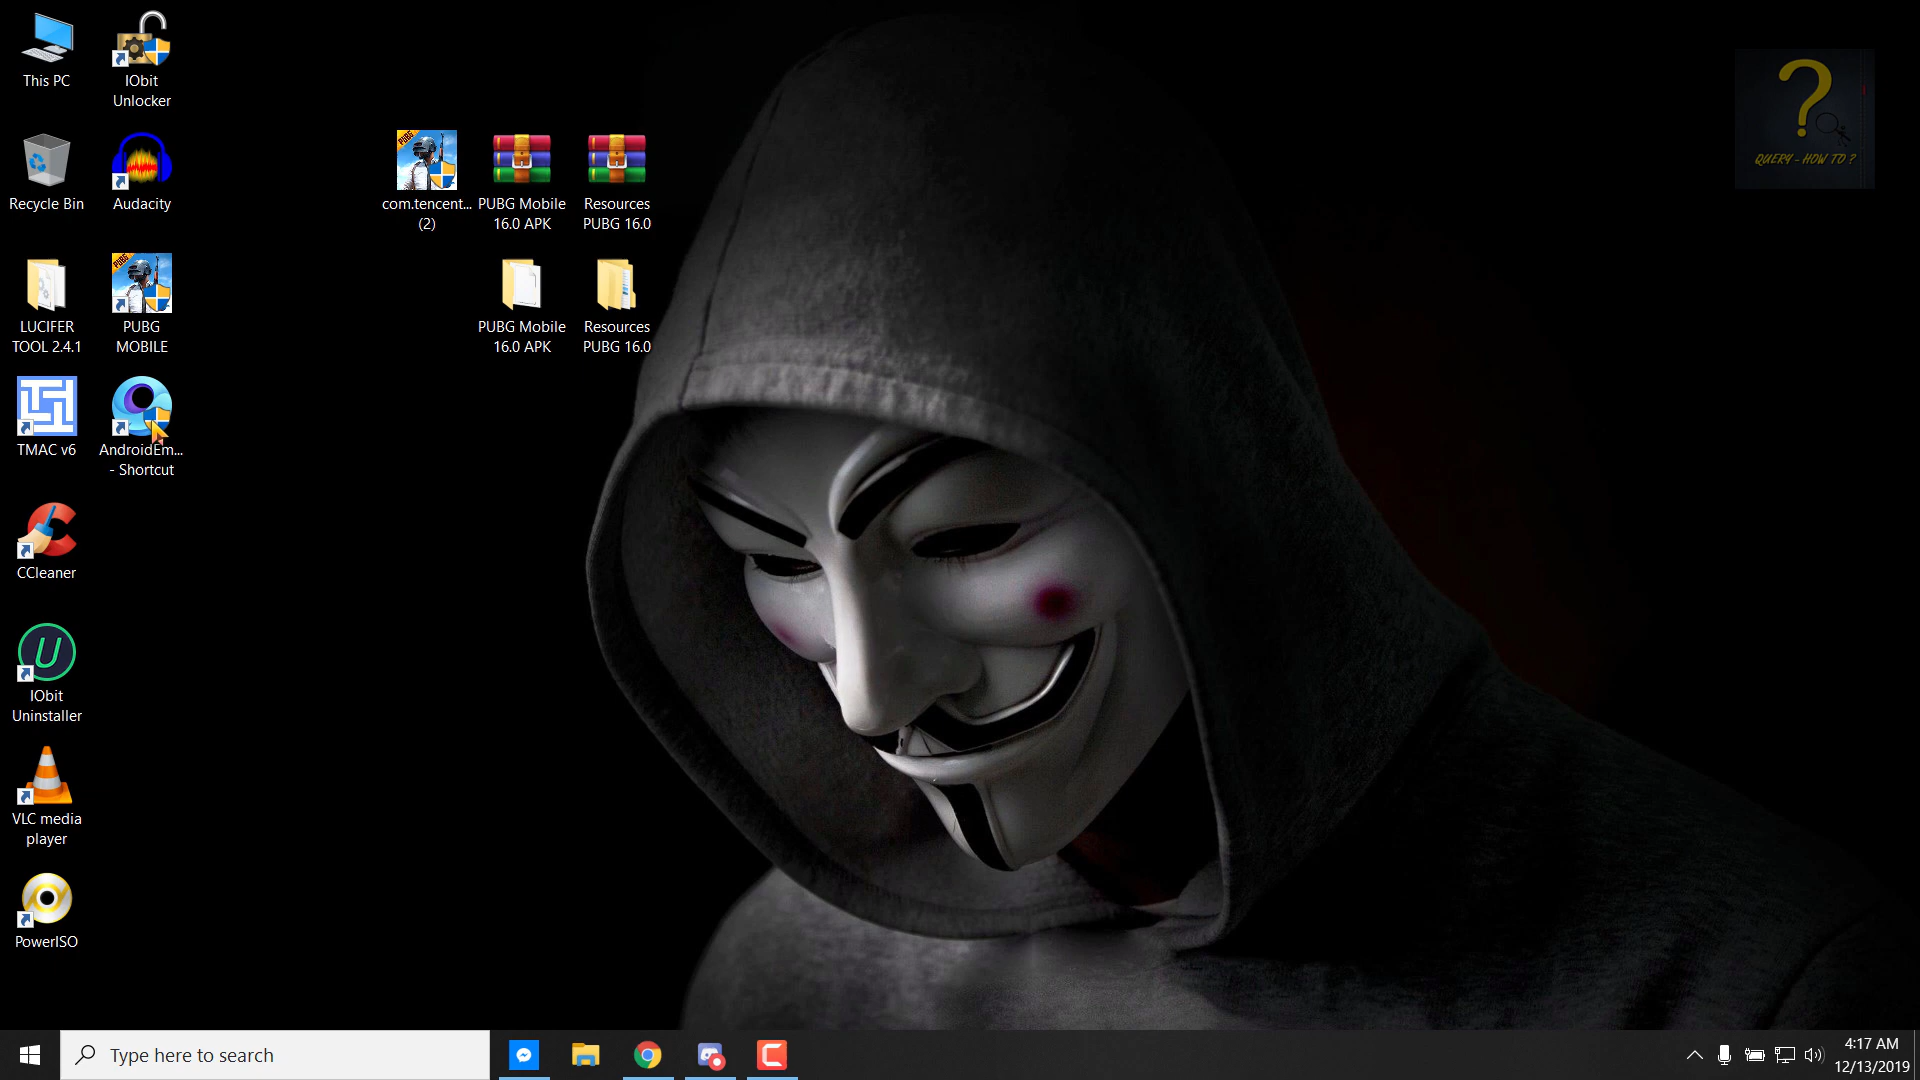 This PC
IObit
Unlocker
Recycle Bin
Audacity
com.tencent...
(2)
PUBG Mobile
16.0 APK
Resources
PUBG 16.0
LUCIFER
TOOL 2.4.1
PUBG
PUBG
MOBILE
PUBG Mobile
16.0 APK
Resources
PUBG 16.0
TMAC v6
AndroidEm...
- Shortcut
CCleaner
IObit
Uninstaller
VLC media
player
PowerISO
PUBG
?
QUERY - HOW TO ?
Type here to search
4:17 AM
12/13/2019